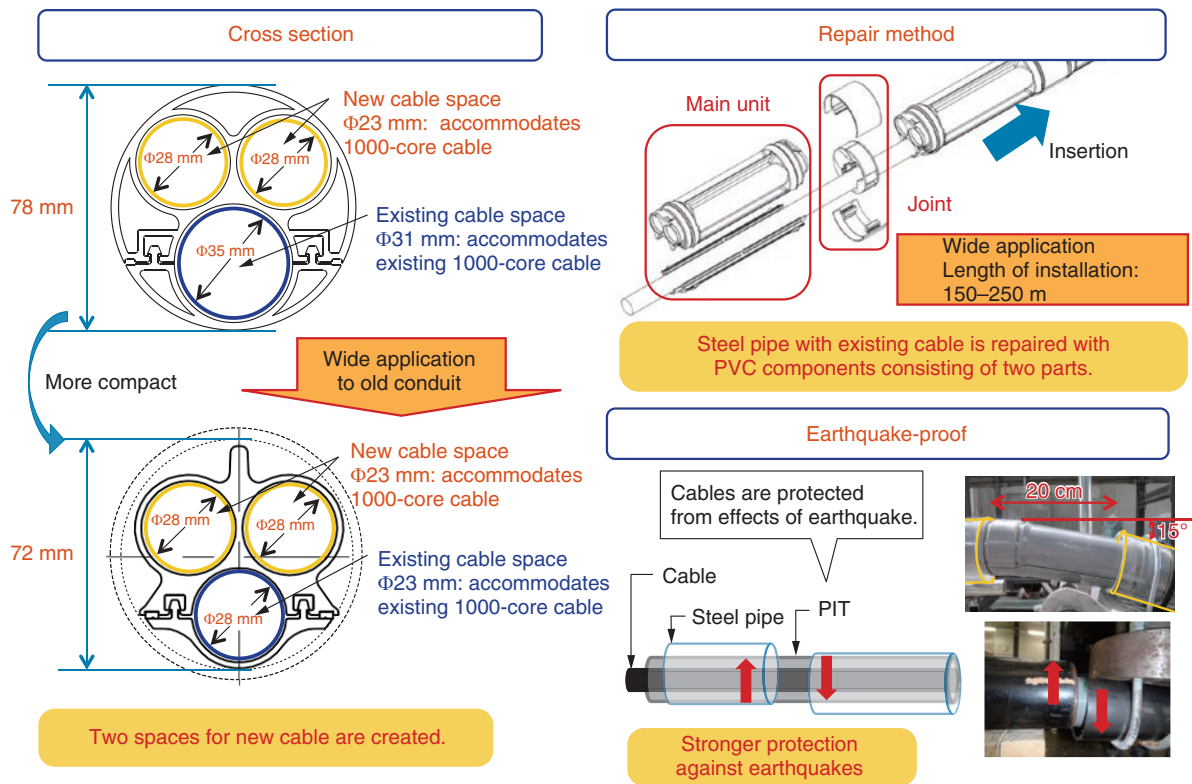 Cross section
New cable space
Φ23 mm: accommodates
1000-core cable
Φ28 mm
Φ28 mm
78 mm
Existing cable space
Φ31 mm: accommodates
existing 1000-core cable
Φ35 mm
More compact
Wide application
to old conduit
New cable space
Φ23 mm: accommodates
1000-core cable
Φ28 mm
Φ28 mm
72 mm
Existing cable space
Φ23 mm: accommodates
existing 1000-core cable
Φ28 mm
Two spaces for new cable are created.
Repair method
Main unit
Insertion
Joint
Wide application
Length of installation:
150–250 m
Steel pipe with existing cable is repaired with
PVC components consisting of two parts.
Earthquake-proof
Cables are protected
from effects of earthquake.
20 cm
15°
Cable
Steel pipe
PIT
Stronger protection
against earthquakes